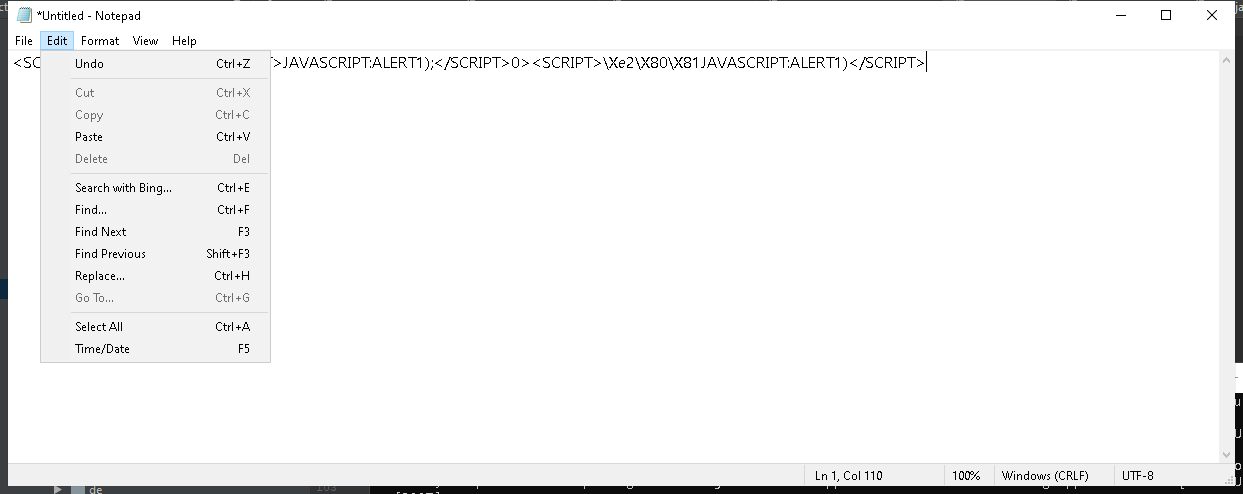 *Untitled - Notepad
File Edit Format View Help
<SC >JAVASCRIPT:ALERT1);</SCRIPT>0><SCRIPT>\Xe2\X80\X81JAVASCRIPT:ALERT1)</SCRIPT>
Undo Ctrl+Z
Cut Ctrl+X
Copy Ctrl+C
Paste Ctrl+V
Delete Del
Search with Bing... Ctrl+E
Find... Ctrl+F
Find Next F3
Find Previous Shift+F3
Replace... Ctrl+H
Go To... Ctrl+G
Select All Ctrl+A
Time/Date F5
Ln 1, Col 110 100% Windows (CRLF) UTF-8
de 103